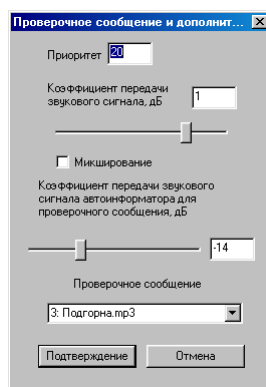 Проверочное сообщение и дополнит...
Приоритет 20
Коэффициент передачи
звукового сигнала, дБ 1
Микширование
Коэффициент передачи звукового
сигнала автоинформатора для
проверочного сообщения, дБ
-14
Проверочное сообщение
3: Подгорна.mp3
Подтверждение Отмена